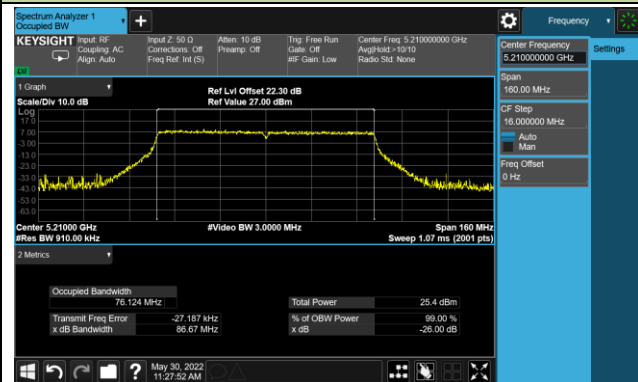 Spectrum Analyzer 1
Occupied BW
Frequency
KEYSIGHT
Input: RF
Coupling: AC
Align: Auto
Input Z: 50 Ω
Corrections: Off
Freq Ref: Int (S)
Atten: 10 dB
Preamp: Off
Trig: Free Run
Gate: Off
#IF Gain: Low
Center Freq: 5.210000000 GHz
Avg|Hold:>10/10
Radio Std: None
Center Frequency
5.210000000 GHz
Settings
Span
160.00 MHz
CF Step
16.000000 MHz
Auto
Man
Freq Offset
0 Hz
1 Graph
Scale/Div 10.0 dB
Ref Lvl Offset 22.30 dB
Ref Value 27.00 dBm
Log
17.0
7.00
-3.00
-13.0
-23.0
-33.0
-43.0
-53.0
-63.0
Center 5.21000 GHz
#Res BW 910.00 kHz
#Video BW 3.0000 MHz
Span 160 MHz
Sweep 1.07 ms (2001 pts)
2 Metrics
Occupied Bandwidth
76.124 MHz
Total Power 25.4 dBm
Transmit Freq Error -27.187 kHz
% of OBW Power 99.00 %
x dB Bandwidth 86.67 MHz
x dB -26.00 dB
?
May 30, 2022
11:27:52 AM